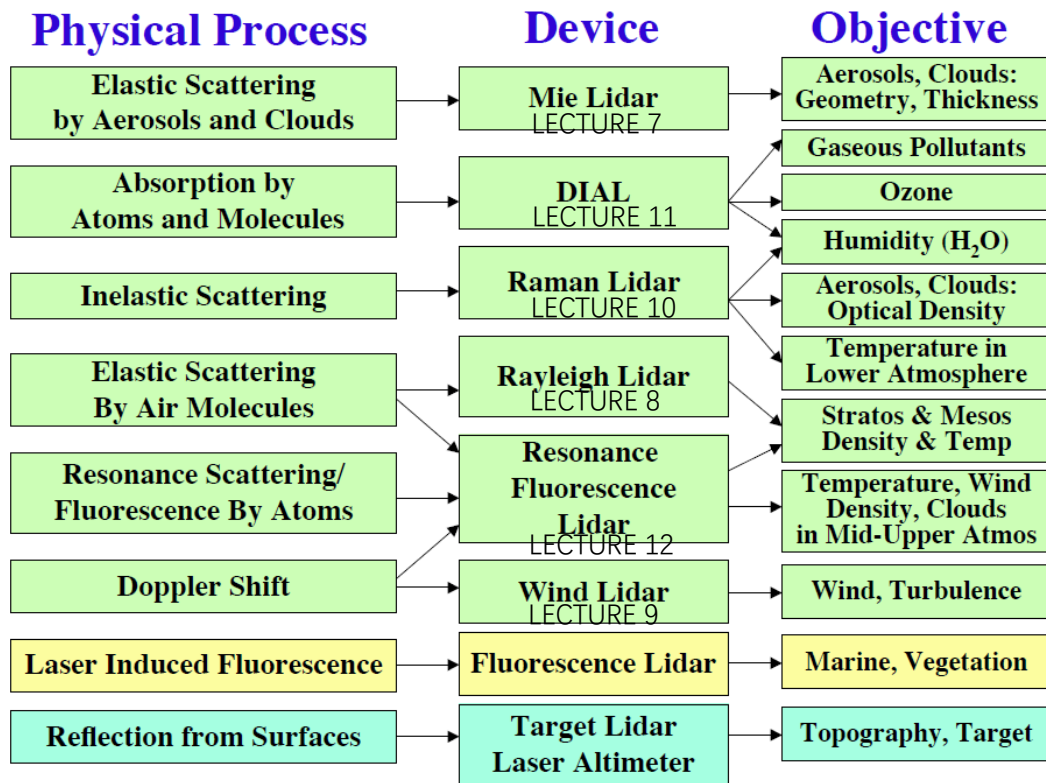 Physical Process
Device
Objective
Elastic Scattering
by Aerosols and Clouds
Mie Lidar
LECTURE 7
Aerosols, Clouds:
Geometry, Thickness
Absorption by
Atoms and Molecules
DIAL
LECTURE 11
Gaseous Pollutants
Ozone
Humidity (H₂O)
Inelastic Scattering
Raman Lidar
LECTURE 10
Aerosols, Clouds:
Optical Density
Temperature in
Lower Atmosphere
Elastic Scattering
By Air Molecules
Rayleigh Lidar
LECTURE 8
Stratos & Mesos
Density & Temp
Resonance Scattering/
Fluorescence By Atoms
Resonance
Fluorescence
Lidar
LECTURE 12
Temperature, Wind
Density, Clouds
in Mid-Upper Atmos
Doppler Shift
Wind Lidar
LECTURE 9
Wind, Turbulence
Laser Induced Fluorescence
Fluorescence Lidar
Marine, Vegetation
Reflection from Surfaces
Target Lidar
Laser Altimeter
Topography, Target